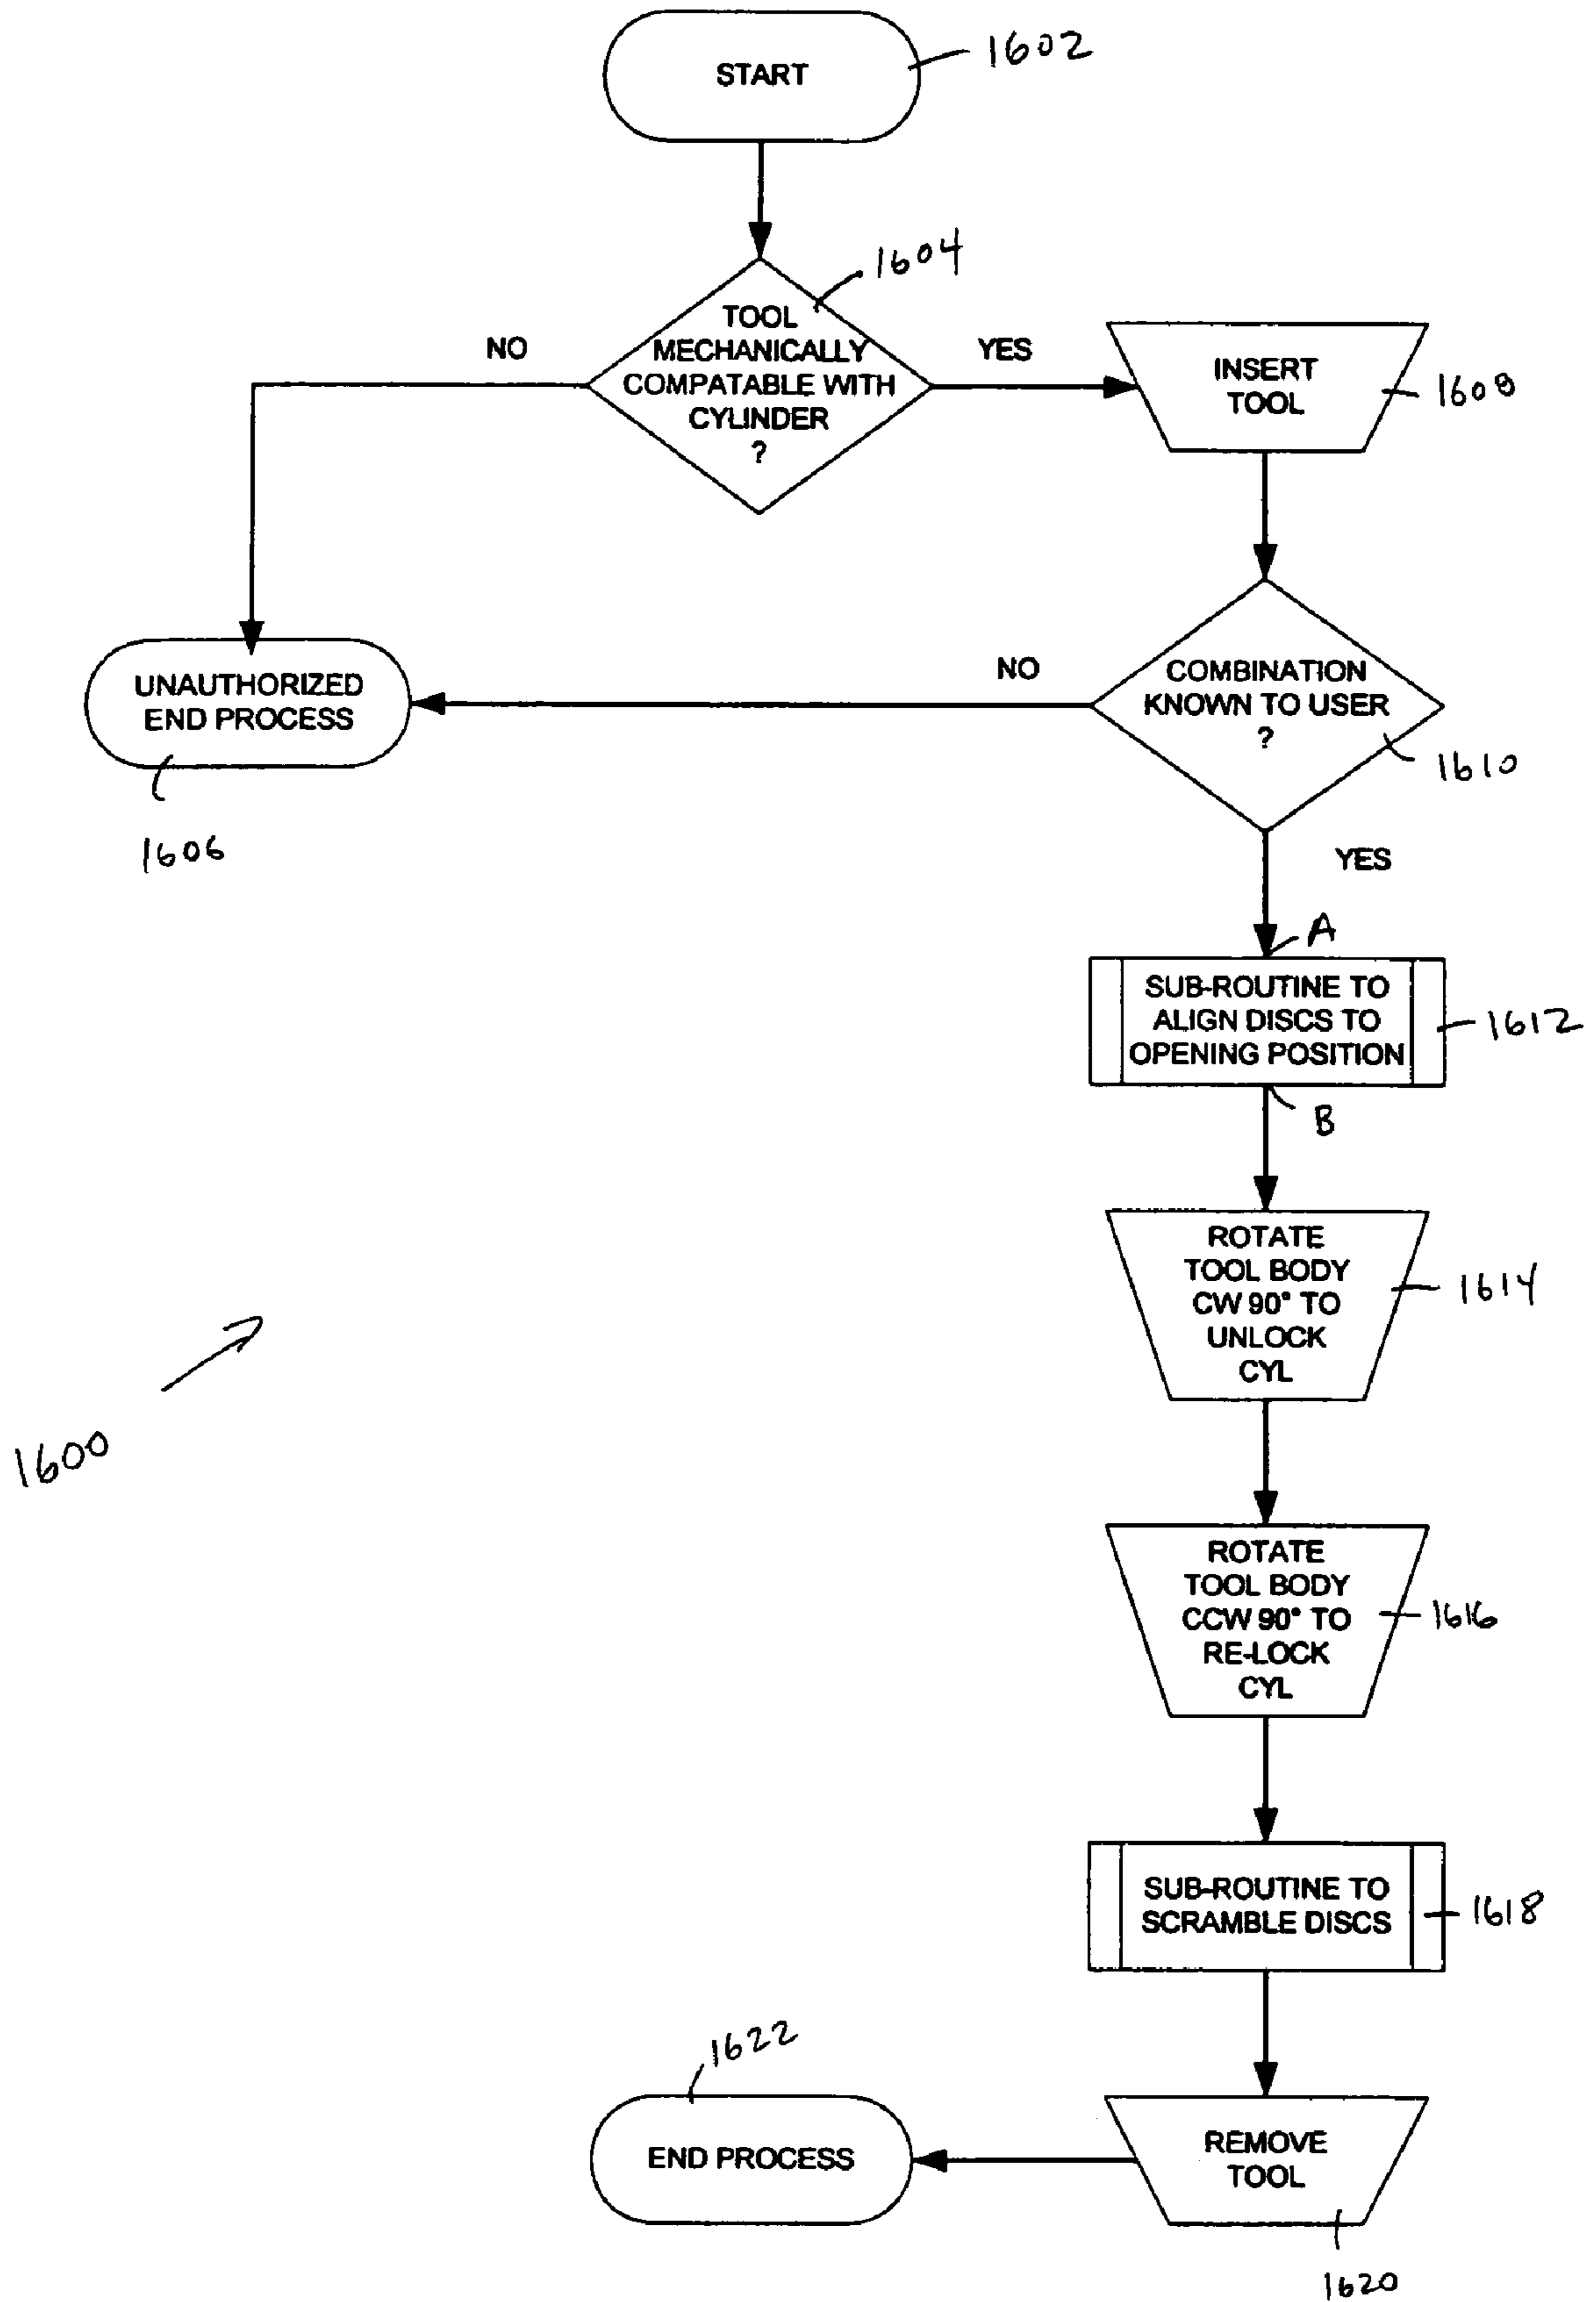 START
1602
1604
TOOL
MECHANICALLY
COMPATABLE WITH
CYLINDER
?
NO
YES
INSERT
TOOL
1608
UNAUTHORIZED
END PROCESS
1606
NO
COMBINATION
KNOWN TO USER
?
1610
YES
A
SUB-ROUTINE TO
ALIGN DISCS TO
OPENING POSITION
1612
B
ROTATE
TOOL BODY
CW 90° TO
UNLOCK
CYL
1614
1600
ROTATE
TOOL BODY
CCW 90° TO
RE-LOCK
CYL
1616
SUB-ROUTINE TO
SCRAMBLE DISCS
1618
1622
END PROCESS
REMOVE
TOOL
1620